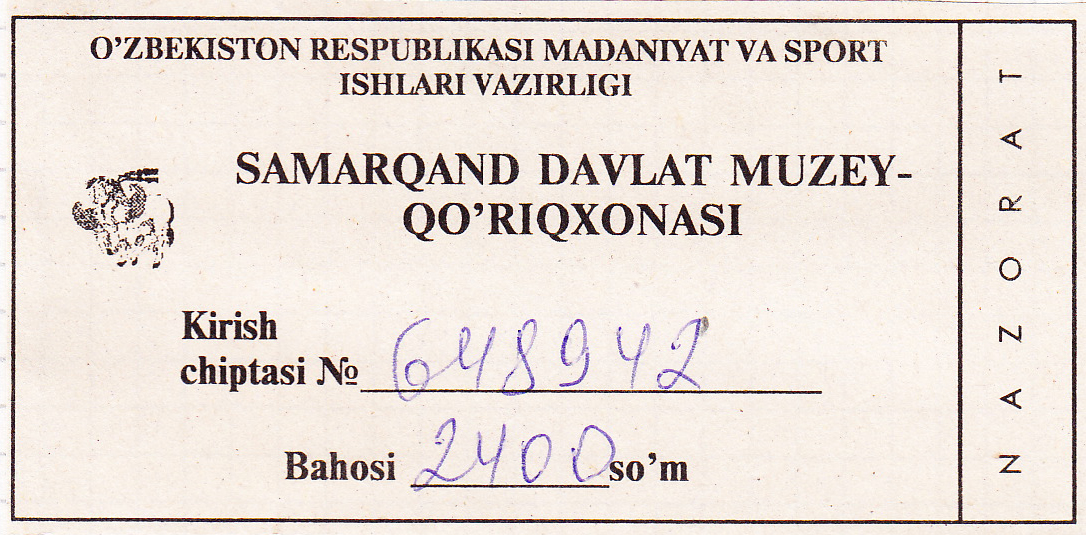 O’ZBEKISTON RESPUBLIKASI MADANIYAT VA SPORT
ISHLARI VAZIRLIGI
SAMARQAND DAVLAT MUZEY-
QO’RIQXONASI
Kirish
chiptasi № 648942
Bahosi 2400 so’m
NAZORAT